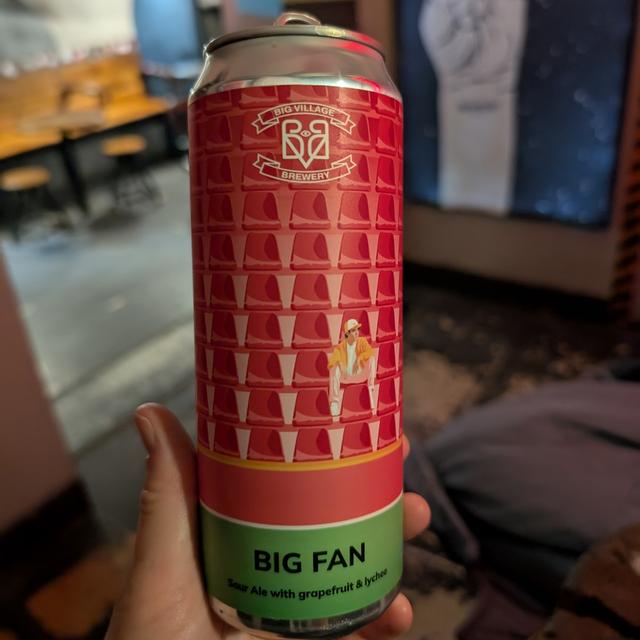 BIG VILLAGE
BREWERY
BIG FAN
Sour Ale with grapefruit & lychee